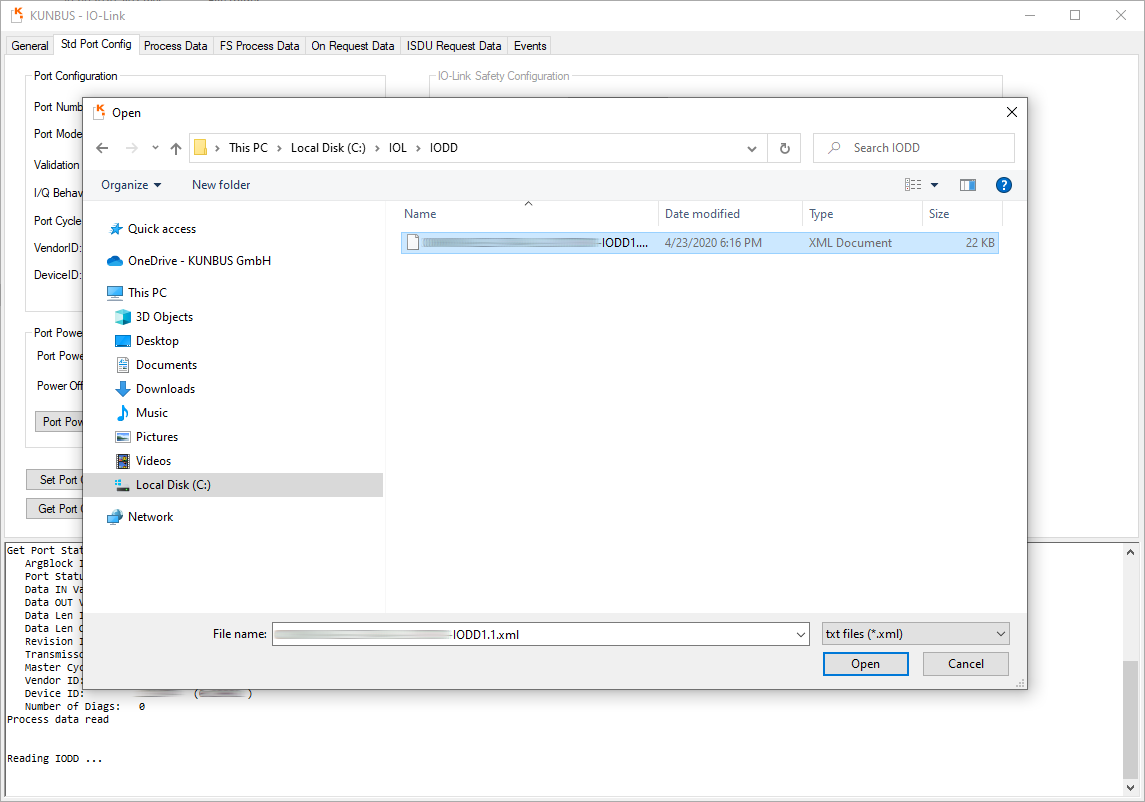 KUNBUS - IO-Link
General Std Port Config Process Data FS Process Data On Request Data ISDU Request Data Events
Port Configuration
IO-Link Safety Configuration
Port Numb
Port Mode
Validation
I/Q Behav
Port Cycle
VendorID:
DeviceID:
Port Powe
Port Powe
Power Off
Port Pow
Set Port
Get Port
Open
This PC > Local Disk (C:) > IOL > IODD
Search IODD
Organize New folder
Name Date modified Type Size
-IODD1.... 4/23/2020 6:16 PM XML Document 22 KB
Quick access
OneDrive - KUNBUS GmbH
This PC
3D Objects
Desktop
Documents
Downloads
Music
Pictures
Videos
Local Disk (C:)
Network
File name: -IODD1.1.xml txt files (*.xml)
Open Cancel
Get Port Stat
ArgBlock I
Port Statu
Data IN Va
Data OUT V
Data Len I
Data Len O
Revision I
Transmisso
Master Cyc
Vendor ID:
Device ID: ( )
Number of Diags: 0
Process data read
Reading IODD ...